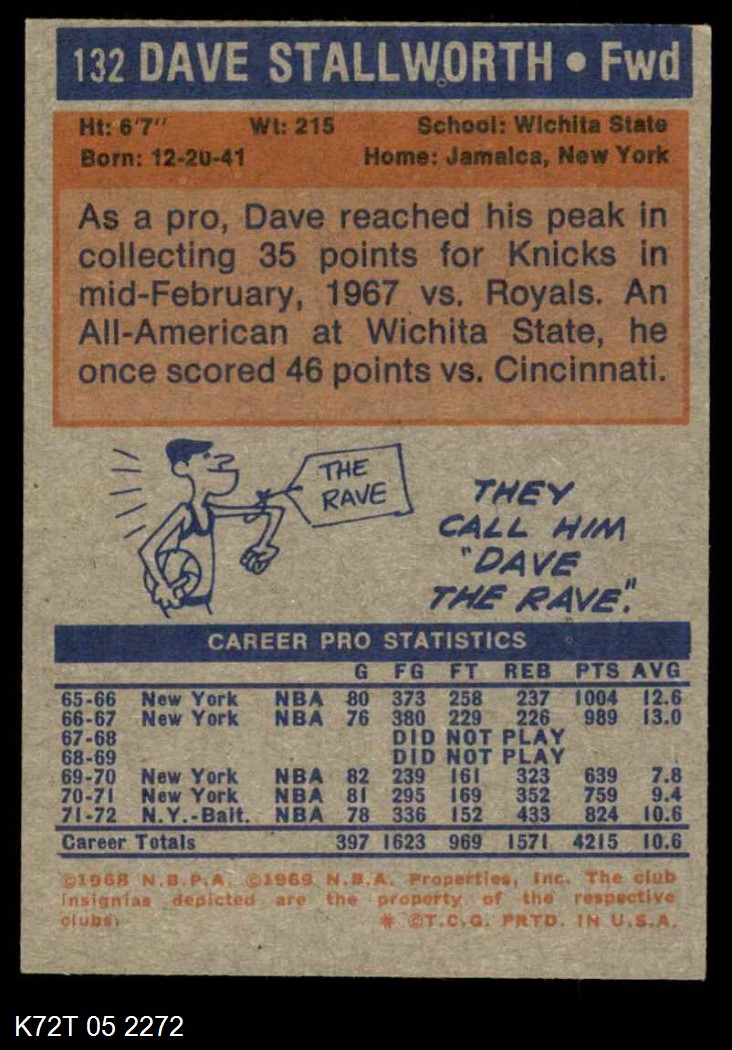 132 DAVE STALLWORTH • Fwd
Ht: 6'7" Wt: 215 School: Wichita State
Born: 12-20-41 Home: Jamaica, New York
As a pro, Dave reached his peak in
collecting 35 points for Knicks in
mid-February, 1967 vs. Royals. An
All-American at Wichita State, he
once scored 46 points vs. Cincinnati.
THE
RAVE
THEY
CALL HIM
"DAVE
THE RAVE."
CAREER PRO STATISTICS
G FG FT REB PTS AVG
65-66 New York NBA 80 373 258 237 1004 12.6
66-67 New York NBA 76 380 229 226 989 13.0
67-68 DID NOT PLAY
68-69 DID NOT PLAY
69-70 New York NBA 82 239 161 323 639 7.8
70-71 New York NBA 81 295 169 352 759 9.4
71-72 N.Y.-Balt. NBA 78 336 152 433 824 10.6
Career Totals 397 1623 969 1571 4215 10.6
©1968 N.B.P.A. ©1969 N.B.A. Properties, Inc. The club
insignias depicted are the property of the respective
clubs. * ©T.C.G. PRTD. IN U.S.A.
K72T 05 2272